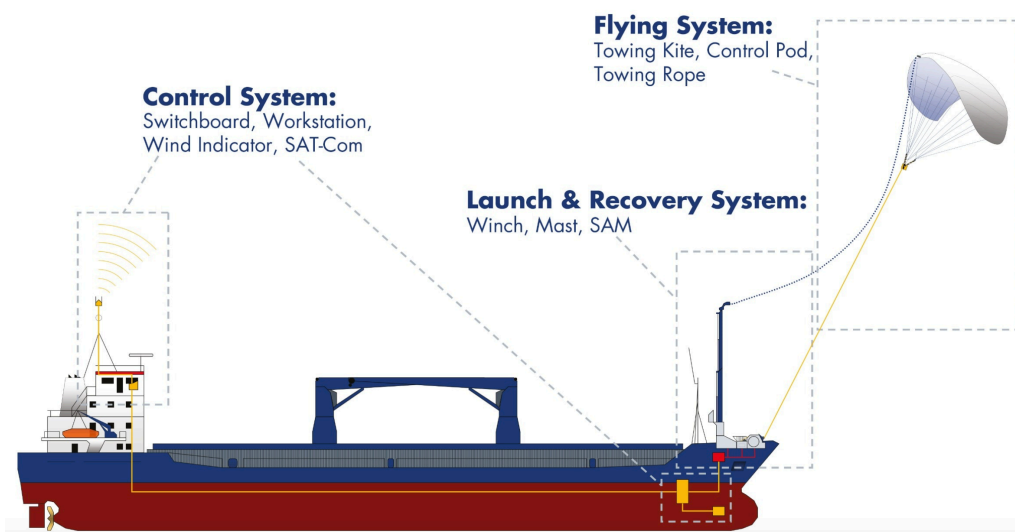 Flying System:
Towing Kite, Control Pod,
Towing Rope
Control System:
Switchboard, Workstation,
Wind Indicator, SAT-Com
Launch & Recovery System:
Winch, Mast, SAM